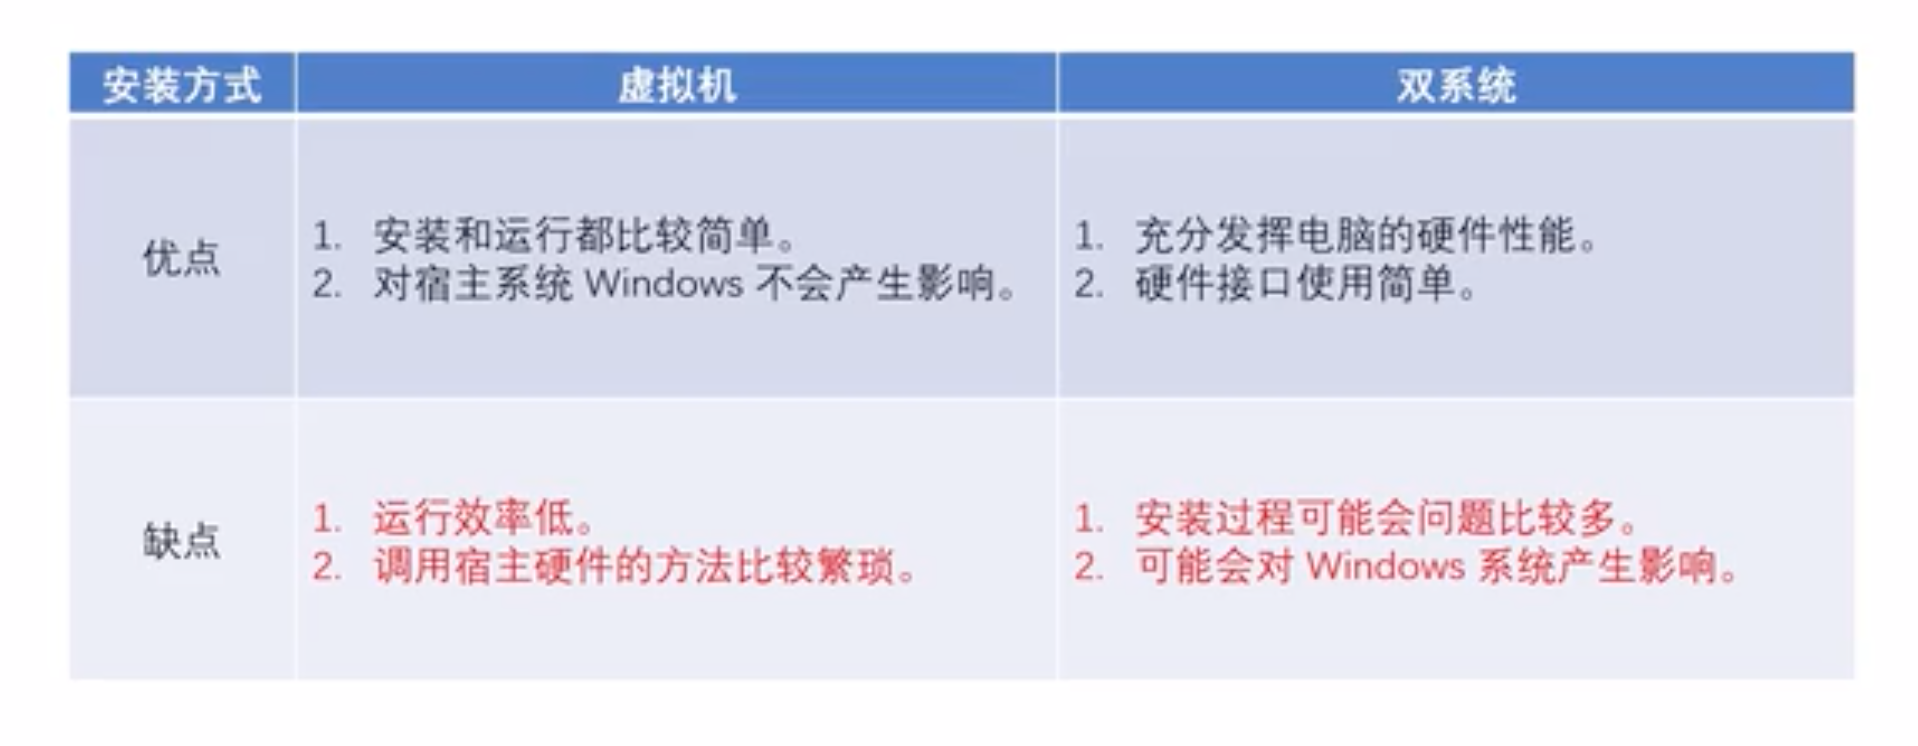 安装方式 虚拟机 双系统
优点
1. 安装和运行都比较简单。
2. 对宿主系统 Windows 不会产生影响。
1. 充分发挥电脑的硬件性能。
2. 硬件接口使用简单。
缺点
1. 运行效率低。
2. 调用宿主硬件的方法比较繁琐。
1. 安装过程可能会问题比较多。
2. 可能会对 Windows 系统产生影响。